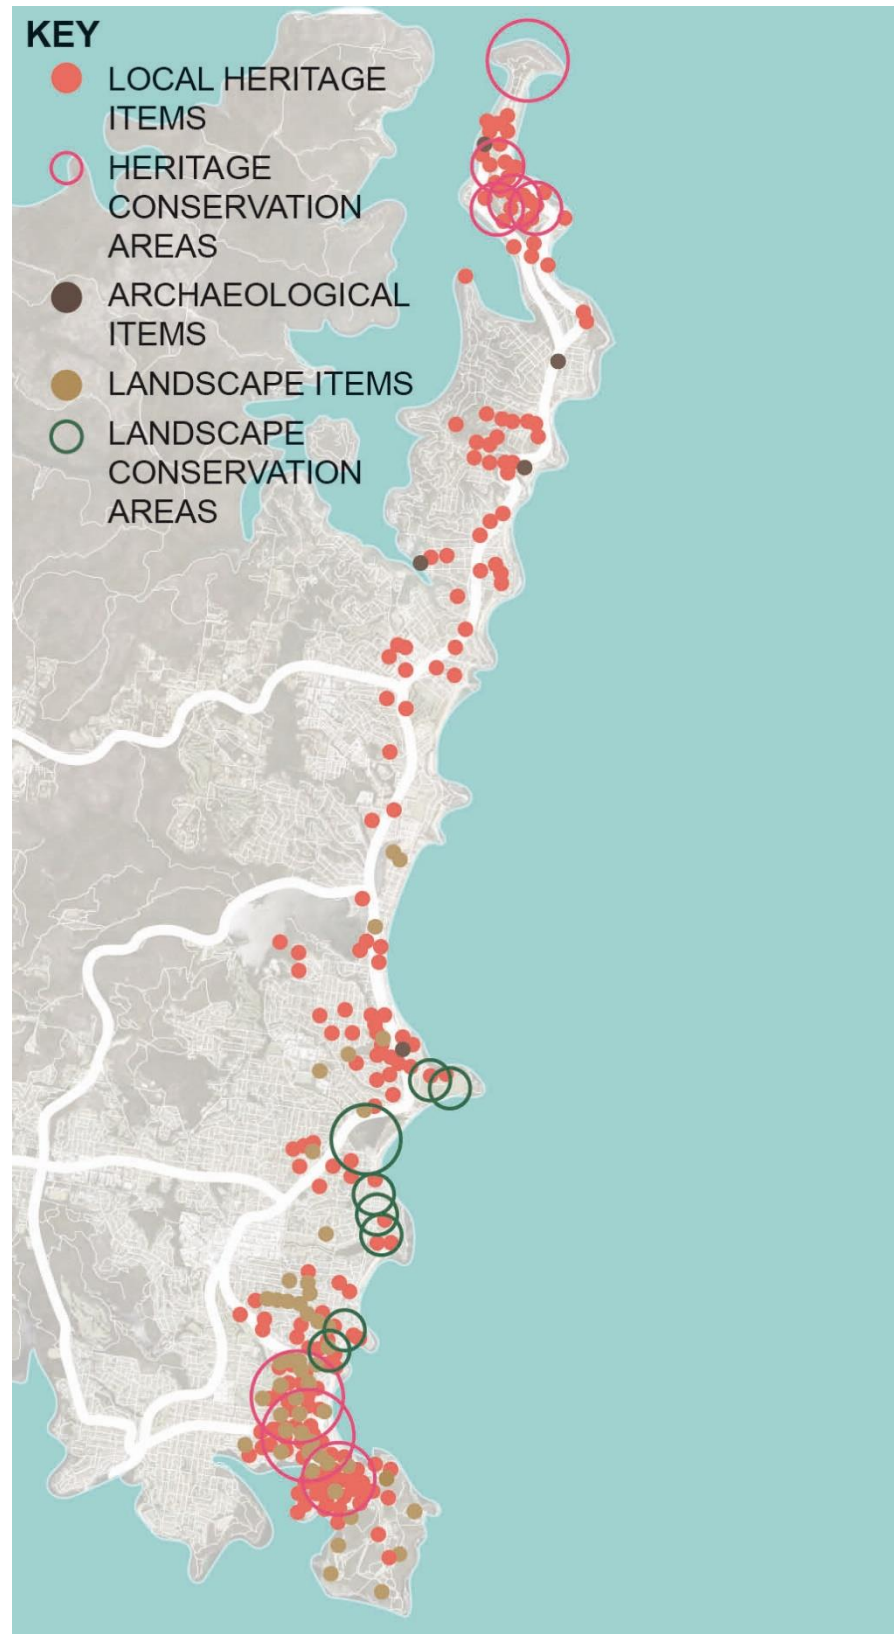 KEY
LOCAL HERITAGE
ITEMS
HERITAGE
CONSERVATION
AREAS
ARCHAEOLOGICAL
ITEMS
LANDSCAPE ITEMS
LANDSCAPE
CONSERVATION
AREAS